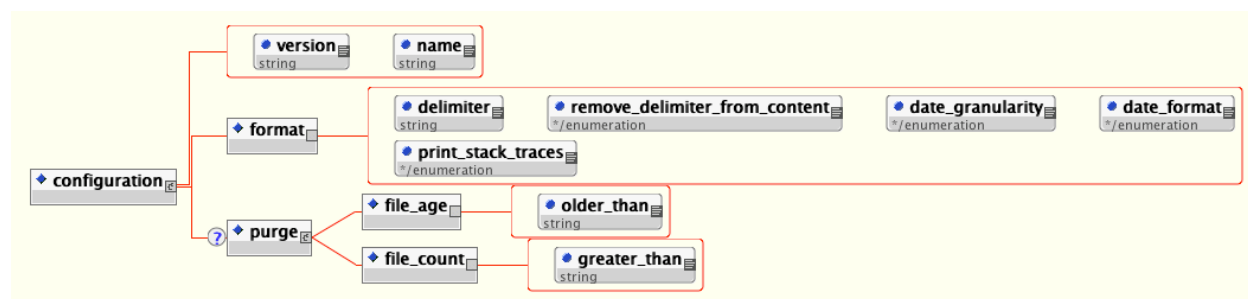 version name
string string
delimiter remove_delimiter_from_content date_granularity date_format
string */enumeration */enumeration */enumeration
format
print_stack_traces
*/enumeration
configuration
file_age older_than
string
? purge
file_count greater_than
string